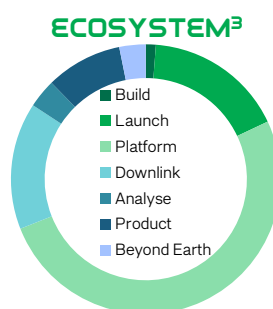 ECOSYSTEM³
Build
Launch
Platform
Downlink
Analyse
Product
Beyond Earth